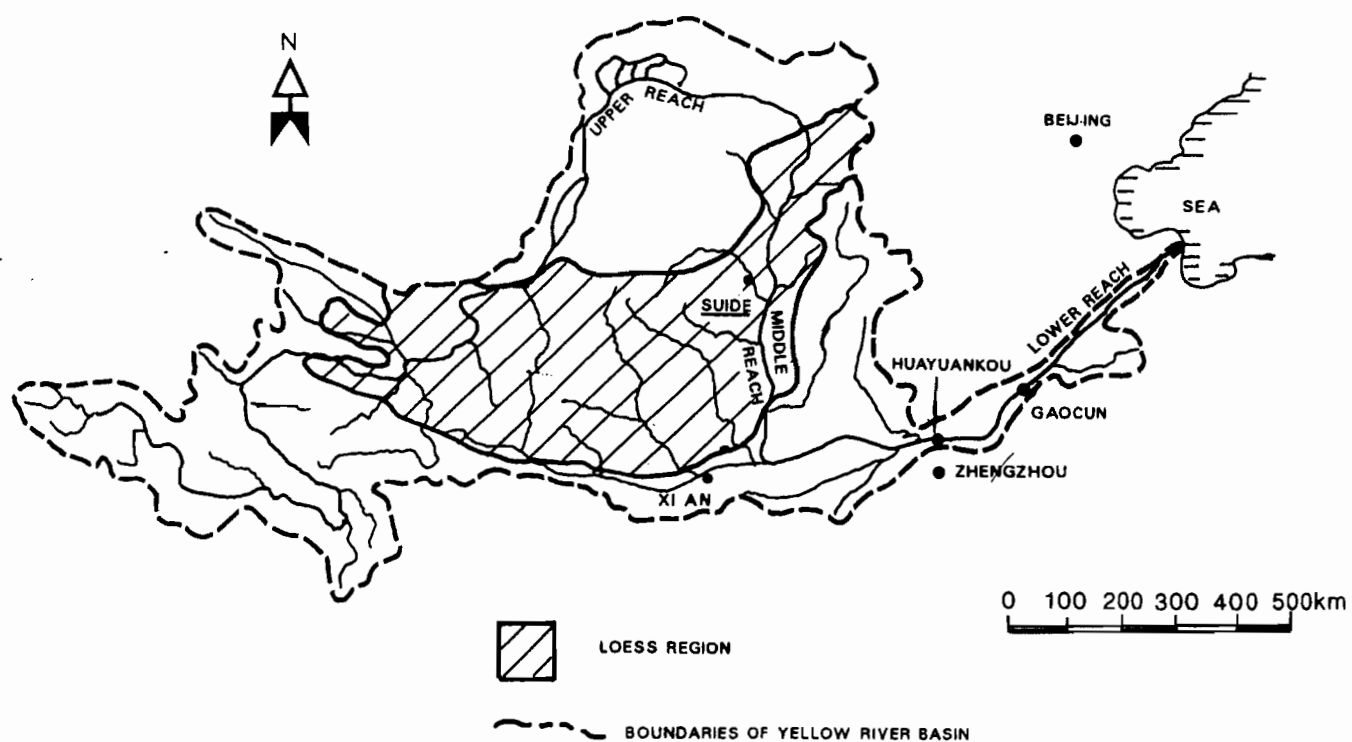 N
UPPER REACH
BEIJING
SEA
SUIDE
MIDDLE
REACH
LOWER REACH
HUAYUANKOU
GAOCUN
ZHENGZHOU
XI AN
0 100 200 300 400 500km
LOESS REGION
BOUNDARIES OF YELLOW RIVER BASIN